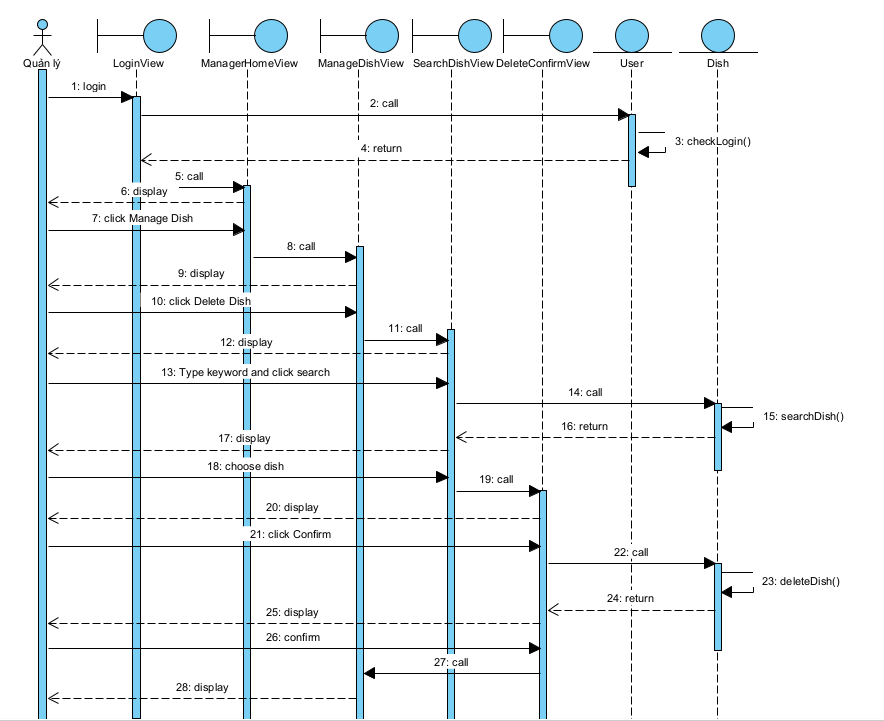 Quản lý
LoginView
ManagerHomeView
ManageDishView
SearchDishView
DeleteConfirmView
User
Dish
1: login
2: call
3: checkLogin()
4: return
5: call
6: display
7: click Manage Dish
8: call
9: display
10: click Delete Dish
11: call
12: display
13: Type keyword and click search
14: call
15: searchDish()
16: return
17: display
18: choose dish
19: call
20: display
21: click Confirm
22: call
23: deleteDish()
24: return
25: display
26: confirm
27: call
28: display